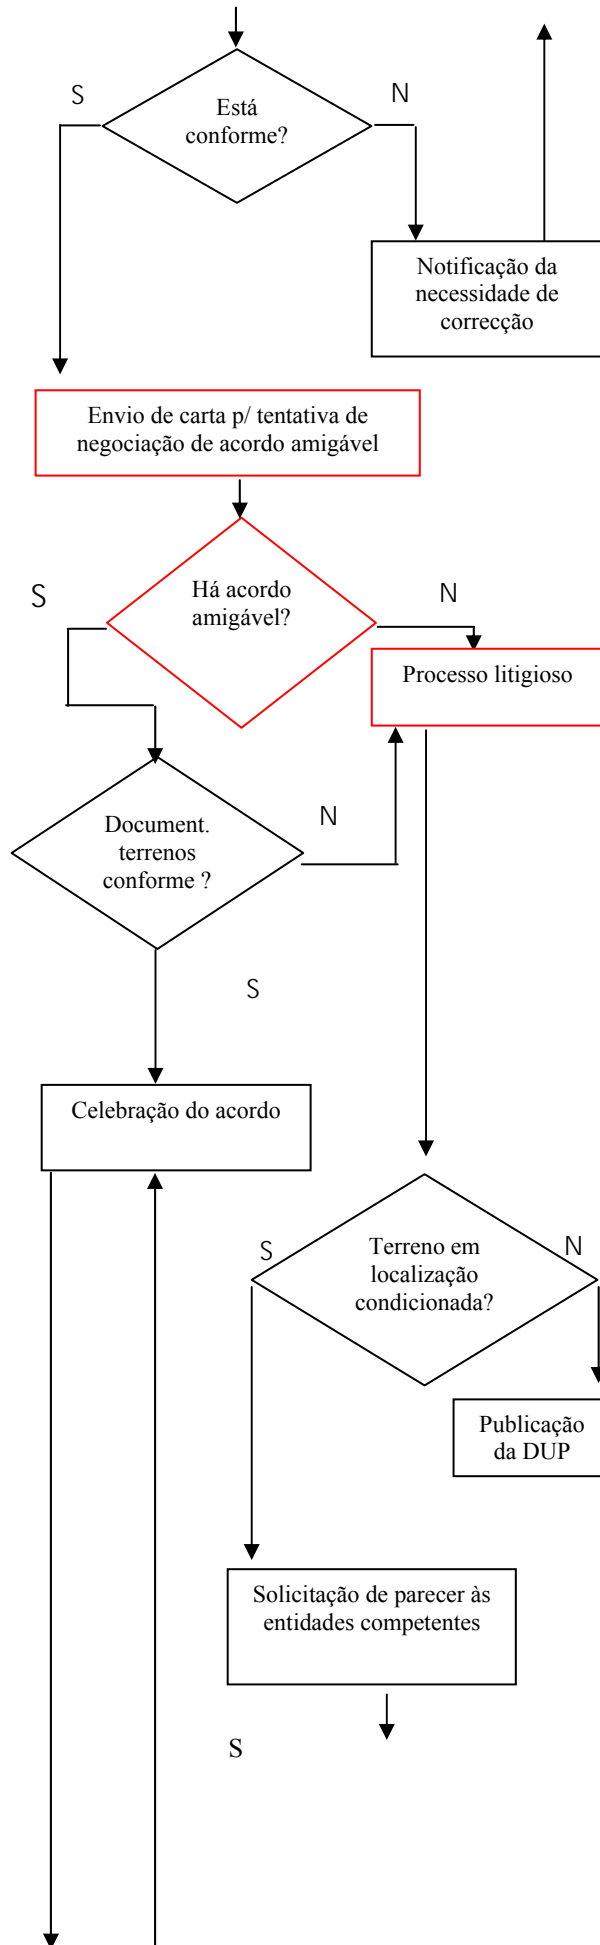 S
N
Está
conforme?
Notificação da
necessidade de
correcção
Envio de carta p/ tentativa de
negociação de acordo amigável
S
Há acordo
amigável?
N
Processo litigioso
Document.
terrenos
conforme ?
N
S
Celebração do acordo
S
Terreno em
localização
condicionada?
N
Publicação
da DUP
Solicitação de parecer às
entidades competentes
S